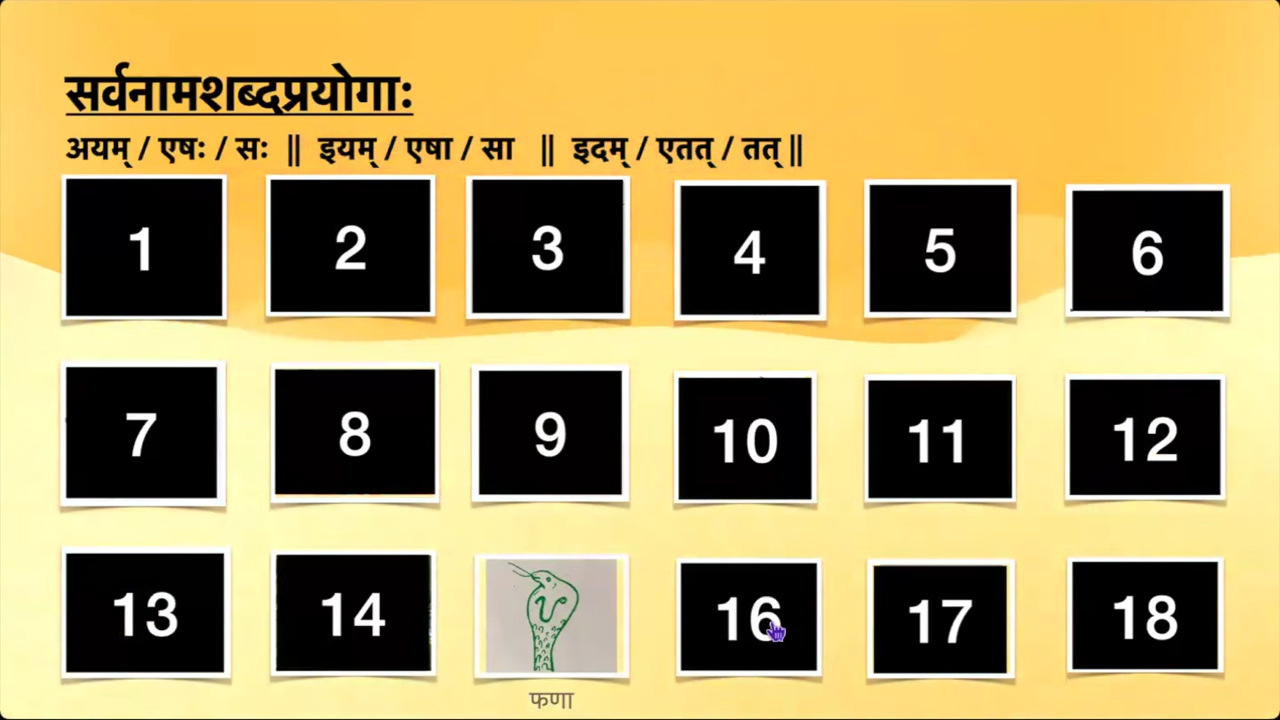 सर्वनामशब्दप्रयोगाः
अयम् / एषः / सः || इयम् / एषा / सा || इदम् / एतत् / तत् ||
1 2 3 4 5 6
7 8 9 10 11 12
13 14 16 17 18
फणा